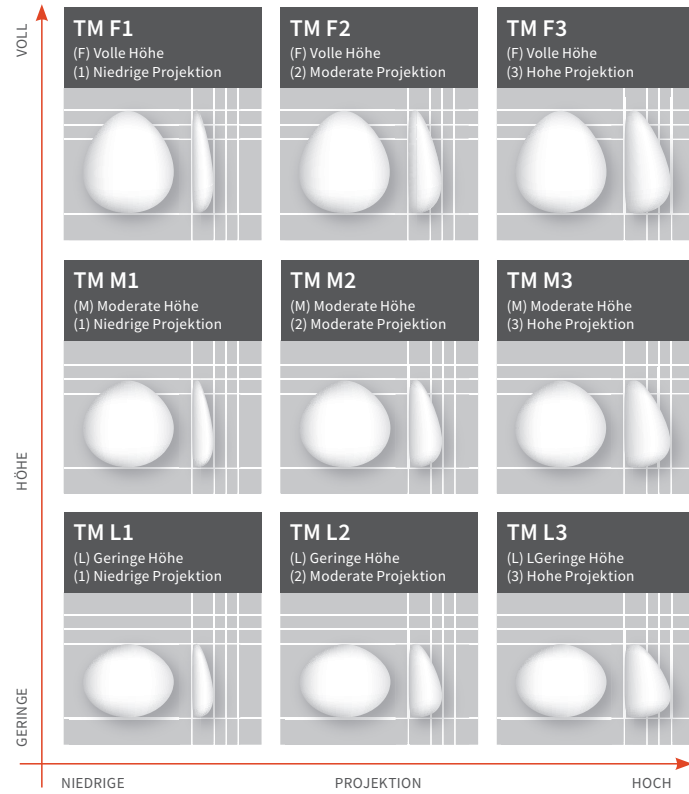 VOLL
TM F1
(F) Volle Höhe
(1) Niedrige Projektion
TM F2
(F) Volle Höhe
(2) Moderate Projektion
TM F3
(F) Volle Höhe
(3) Hohe Projektion
HÖHE
TM M1
(M) Moderate Höhe
(1) Niedrige Projektion
TM M2
(M) Moderate Höhe
(2) Moderate Projektion
TM M3
(M) Moderate Höhe
(3) Hohe Projektion
GERINGE
TM L1
(L) Geringe Höhe
(1) Niedrige Projektion
TM L2
(L) Geringe Höhe
(2) Moderate Projektion
TM L3
(L) LGeringe Höhe
(3) Hohe Projektion
NIEDRIGE
PROJEKTION
HOCH